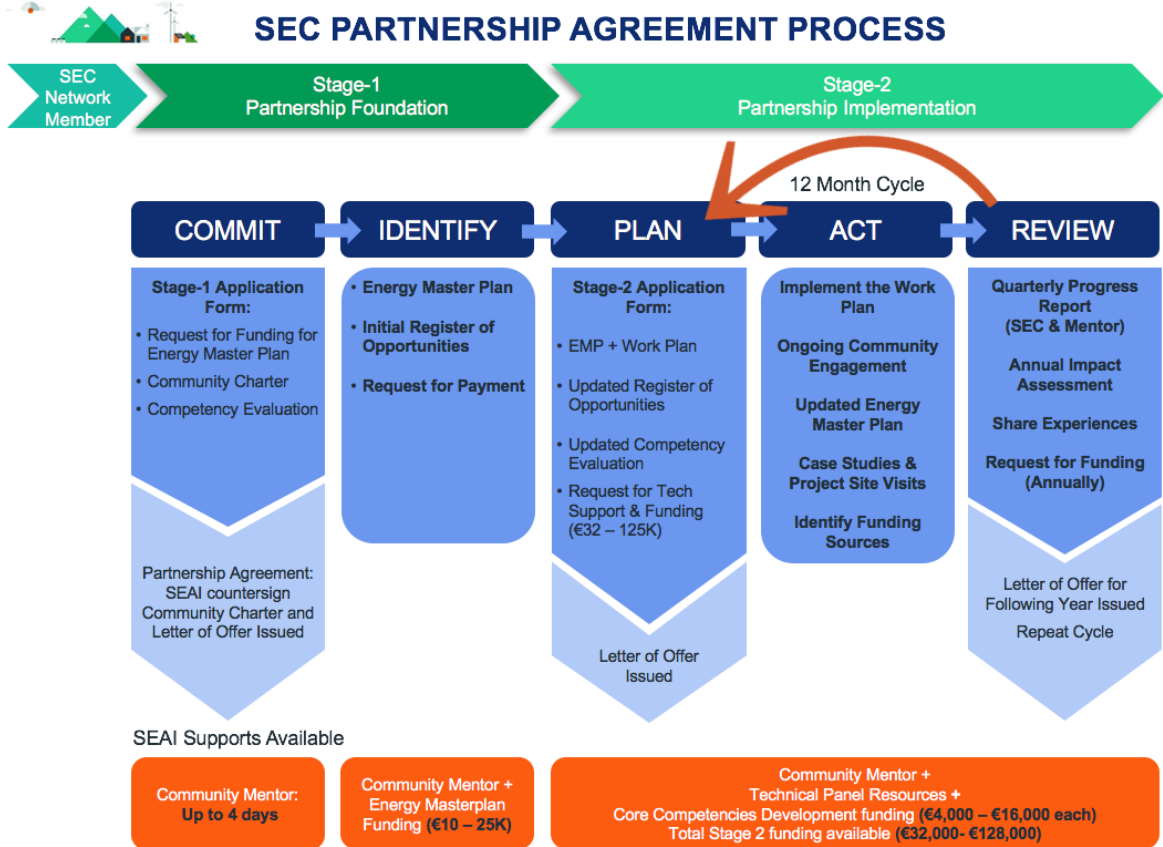 SEC PARTNERSHIP AGREEMENT PROCESS
SEC
Network
Member
Stage-1
Partnership Foundation
Stage-2
Partnership Implementation
12 Month Cycle
COMMIT
IDENTIFY
PLAN
ACT
REVIEW
Stage-1 Application
Form:
• Request for Funding for
Energy Master Plan
• Community Charter
• Competency Evaluation
Partnership Agreement:
SEAI countersign
Community Charter and
Letter of Offer Issued
• Energy Master Plan
• Initial Register of
Opportunities
• Request for Payment
Stage-2 Application
Form:
• EMP + Work Plan
• Updated Register of
Opportunities
• Updated Competency
Evaluation
• Request for Tech
Support & Funding
(€32 – 125K)
Letter of Offer
Issued
Implement the Work
Plan
Ongoing Community
Engagement
Updated Energy
Master Plan
Case Studies &
Project Site Visits
Identify Funding
Sources
Quarterly Progress
Report
(SEC & Mentor)
Annual Impact
Assessment
Share Experiences
Request for Funding
(Annually)
Letter of Offer for
Following Year Issued
Repeat Cycle
SEAI Supports Available
Community Mentor:
Up to 4 days
Community Mentor +
Energy Masterplan
Funding (€10 – 25K)
Community Mentor +
Technical Panel Resources +
Core Competencies Development funding (€4,000 – €16,000 each)
Total Stage 2 funding available (€32,000- €128,000)